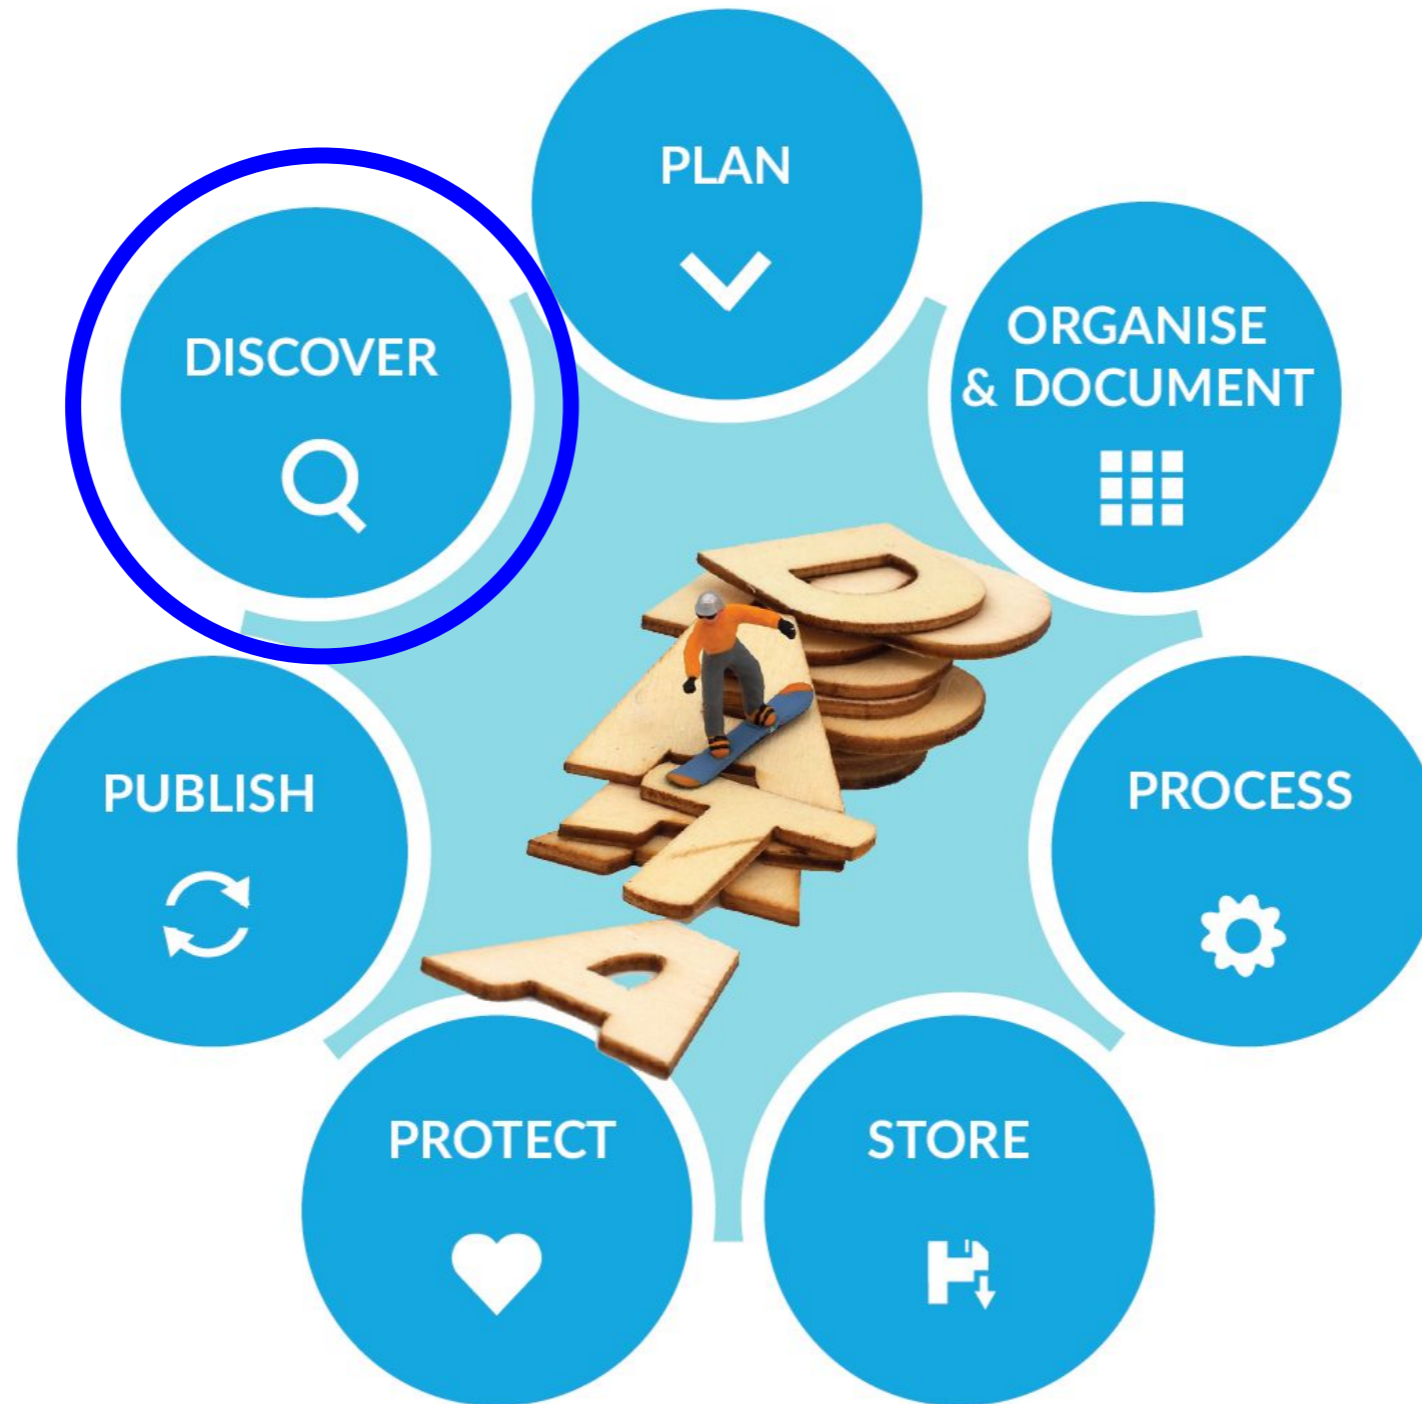 PLAN
ORGANISE
& DOCUMENT
PROCESS
STORE
PROTECT
PUBLISH
DISCOVER
D
A
T
A